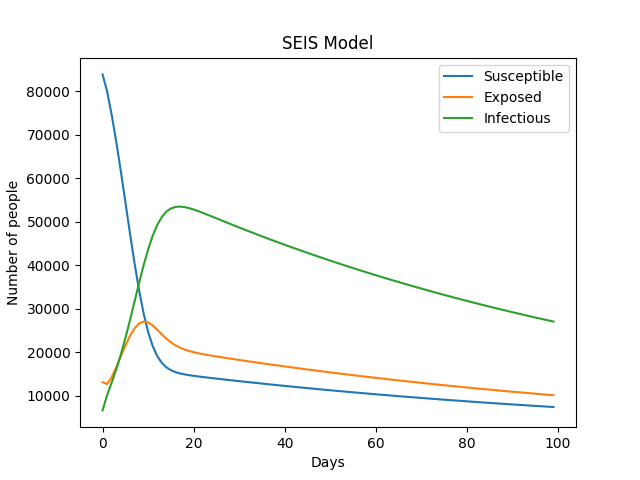 SEIS Model
Susceptible
Exposed
Infectious
Number of people
80000
70000
60000
50000
40000
30000
20000
10000
0 20 40 60 80 100
Days